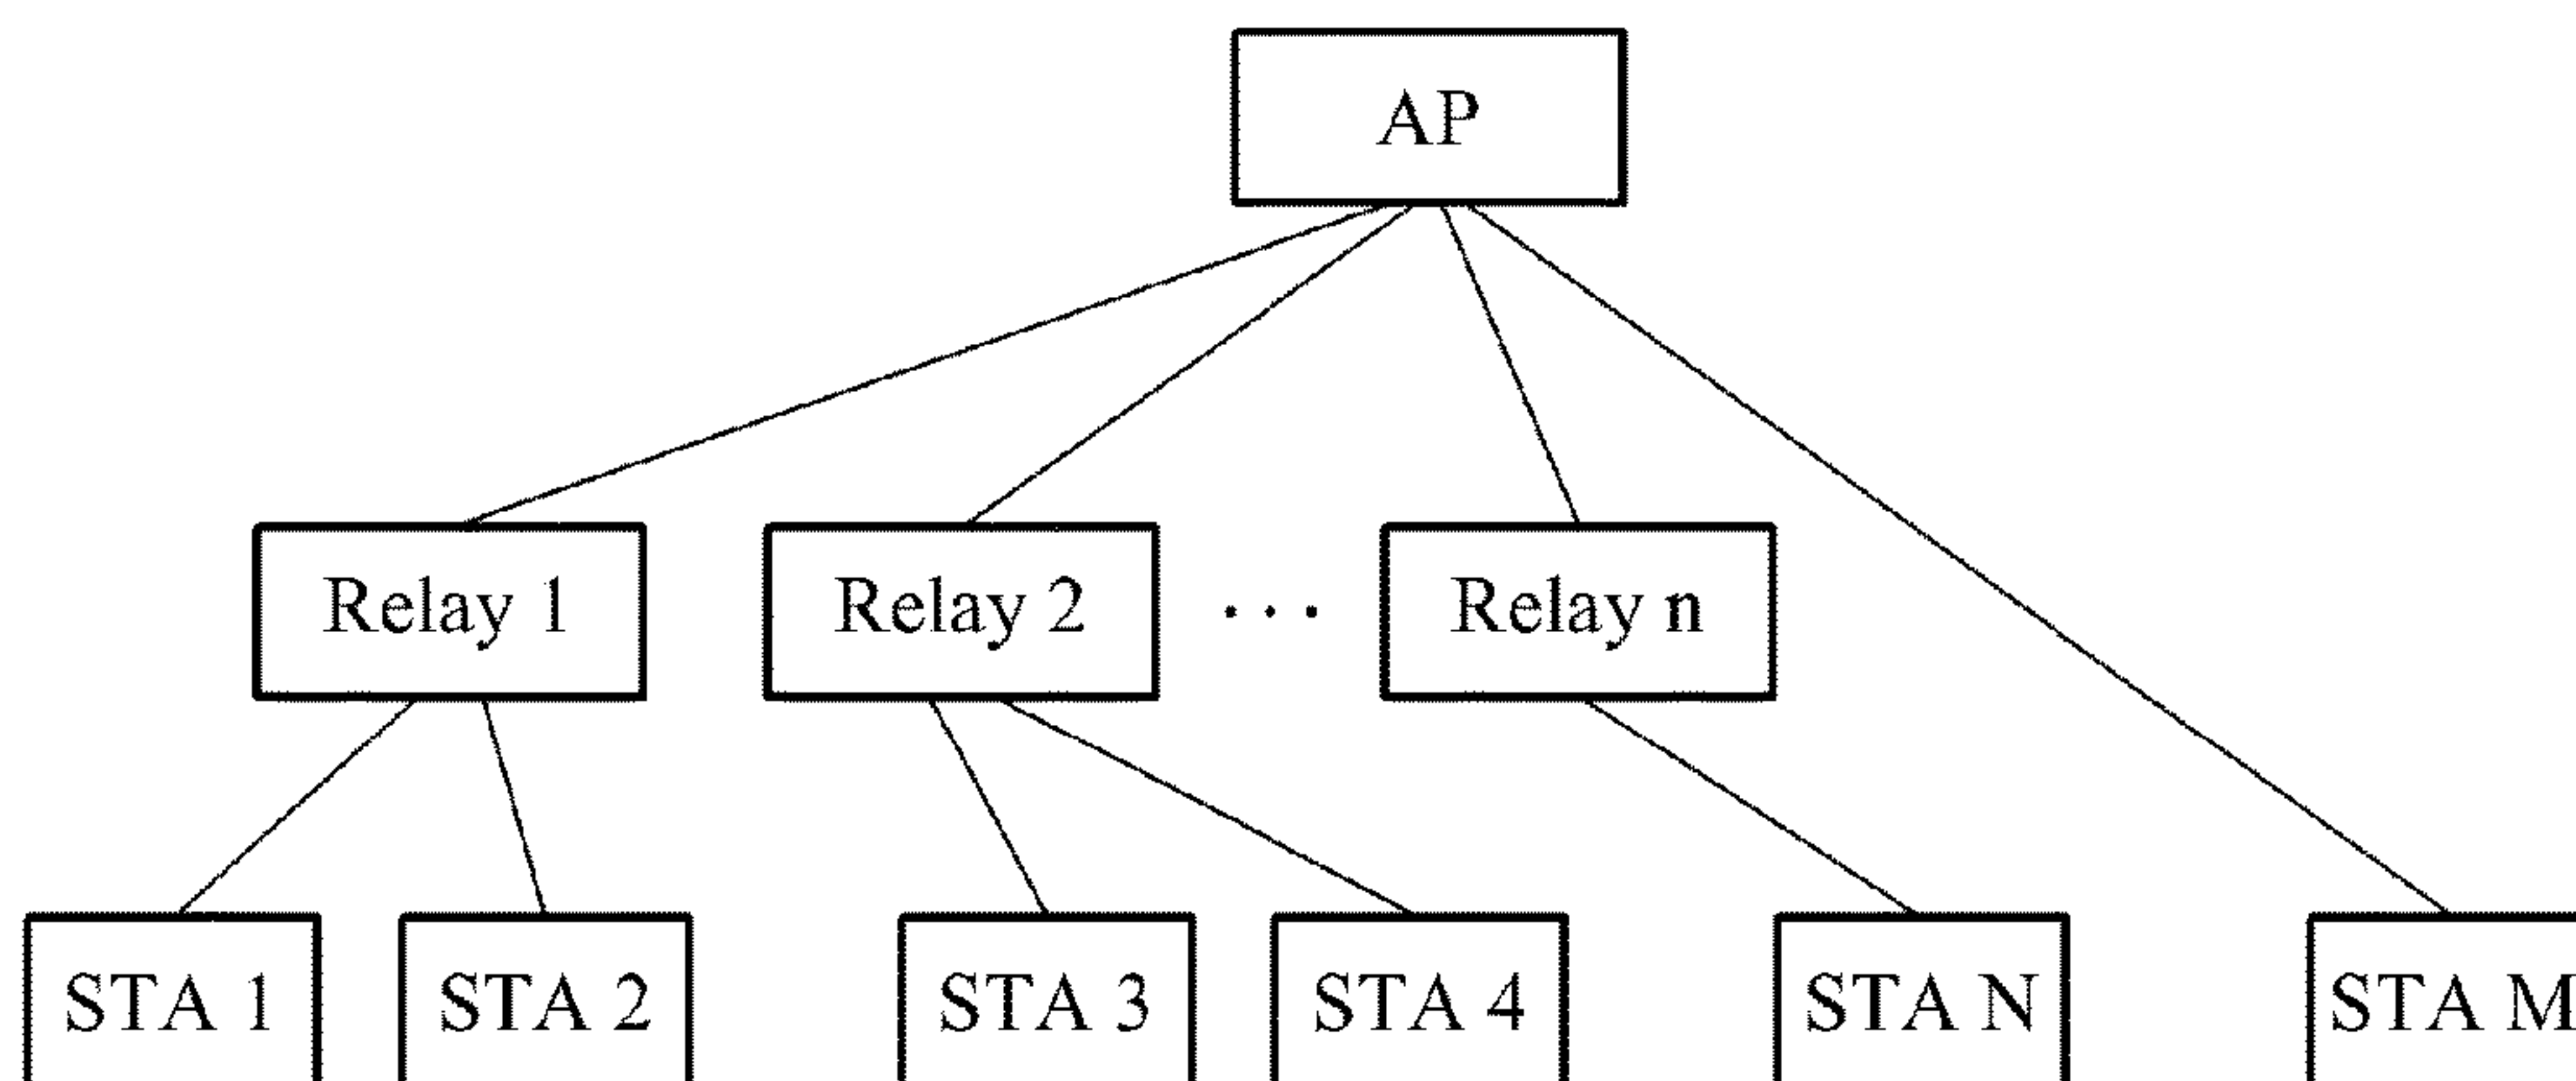 AP
Relay 1 Relay 2 ... Relay n
STA 1 STA 2 STA 3 STA 4 STA N STA M